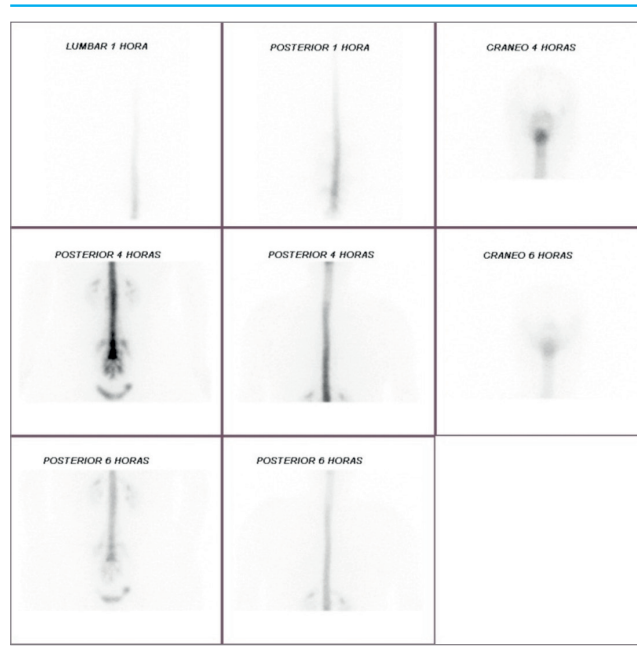 LUMBAR 1 HORA
POSTERIOR 1 HORA
CRANEO 4 HORAS
POSTERIOR 4 HORAS
POSTERIOR 4 HORAS
CRANEO 6 HORAS
POSTERIOR 6 HORAS
POSTERIOR 6 HORAS